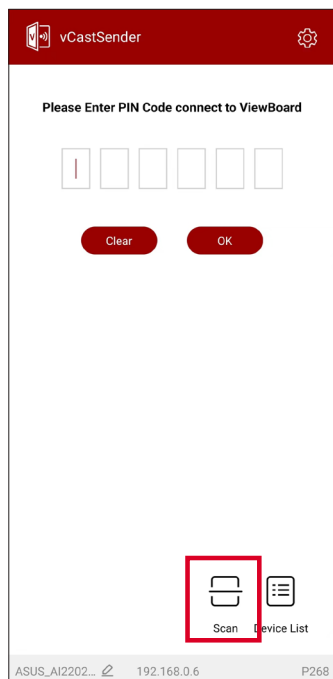 vCastSender
Please Enter PIN Code connect to ViewBoard
Clear OK
Scan Device List
ASUS_AI2202... 192.168.0.6 P268